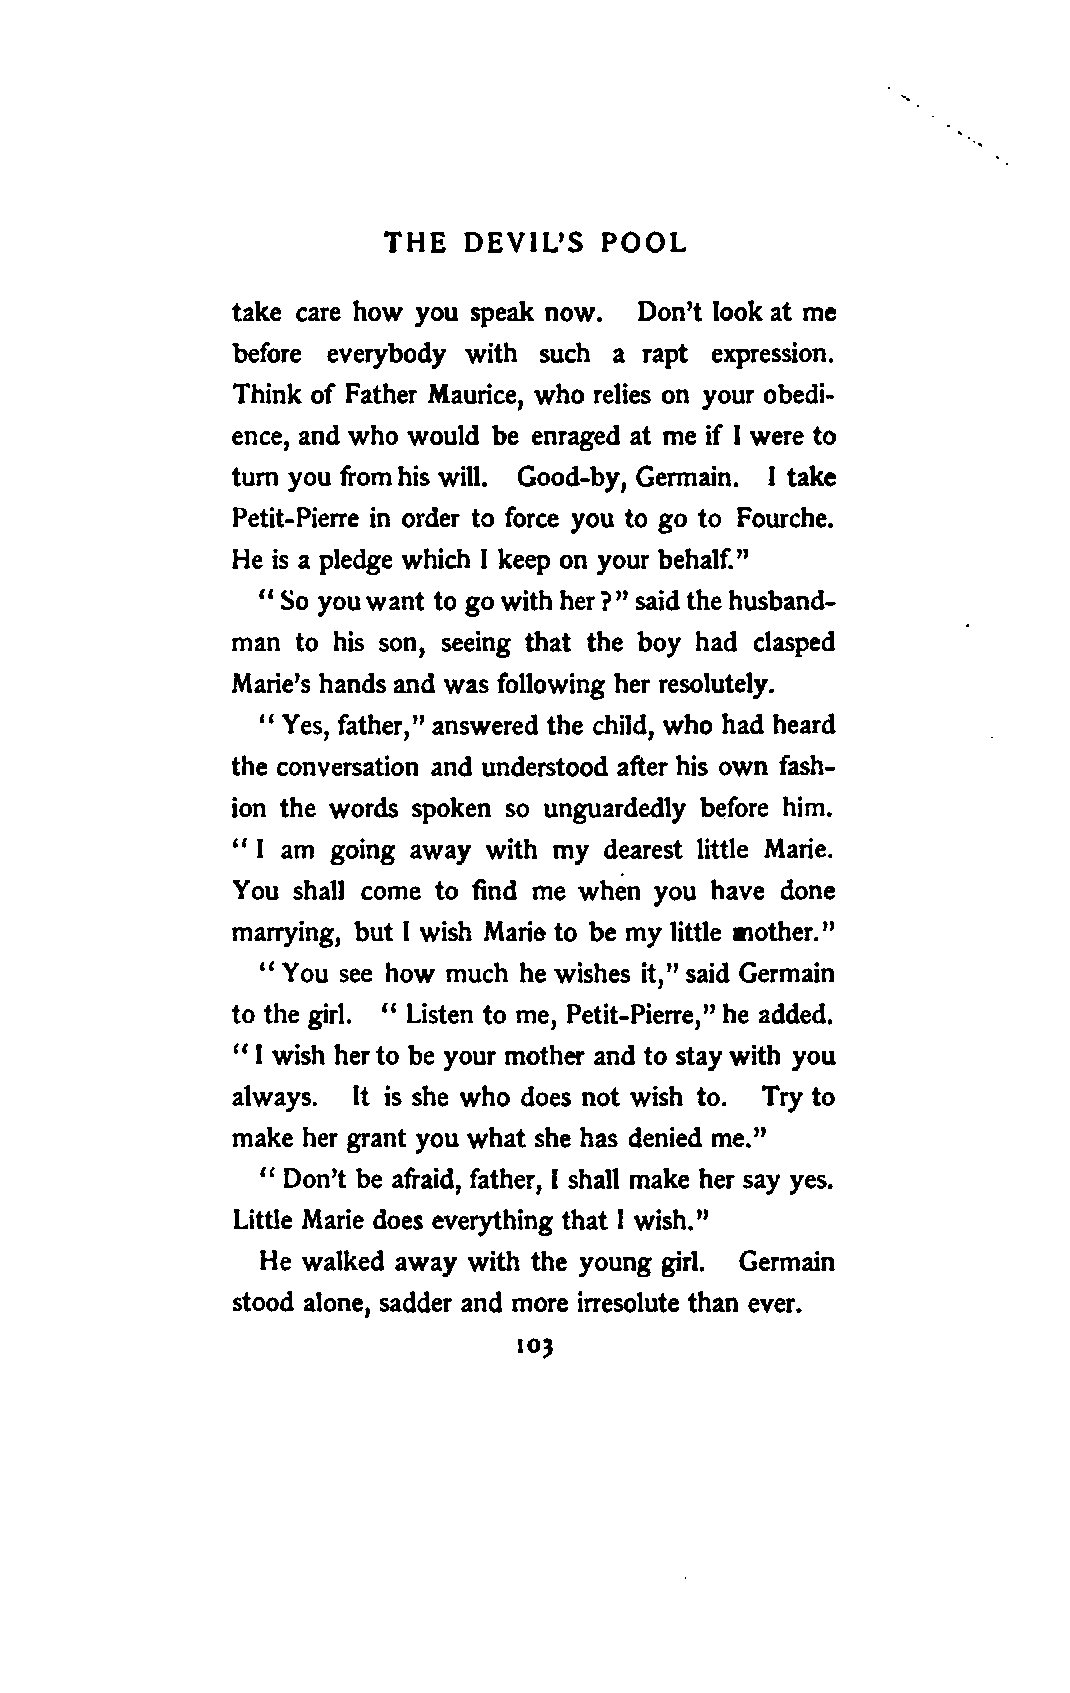 THE DEVIL'S POOL
take care how you speak now. Don't look at me
before everybody with such a rapt expression.
Think of Father Maurice, who relies on your obedi-
ence, and who would be enraged at me if I were to
turn you from his will. Good-by, Germain. I take
Petit-Pierre in order to force you to go to Fourche.
He is a pledge which I keep on your behalf."
"So you want to go with her?" said the husband-
man to his son, seeing that the boy had clasped
Marie's hands and was following her resolutely.
"Yes, father," answered the child, who had heard
the conversation and understood after his own fash-
ion the words spoken so unguardedly before him.
"I am going away with my dearest little Marie.
You shall come to find me when you have done
marrying, but I wish Marie to be my little mother."
"You see how much he wishes it," said Germain
to the girl. "Listen to me, Petit-Pierre," he added.
"I wish her to be your mother and to stay with you
always. It is she who does not wish to. Try to
make her grant you what she has denied me."
"Don't be afraid, father, I shall make her say yes.
Little Marie does everything that I wish."
He walked away with the young girl. Germain
stood alone, sadder and more irresolute than ever.
103